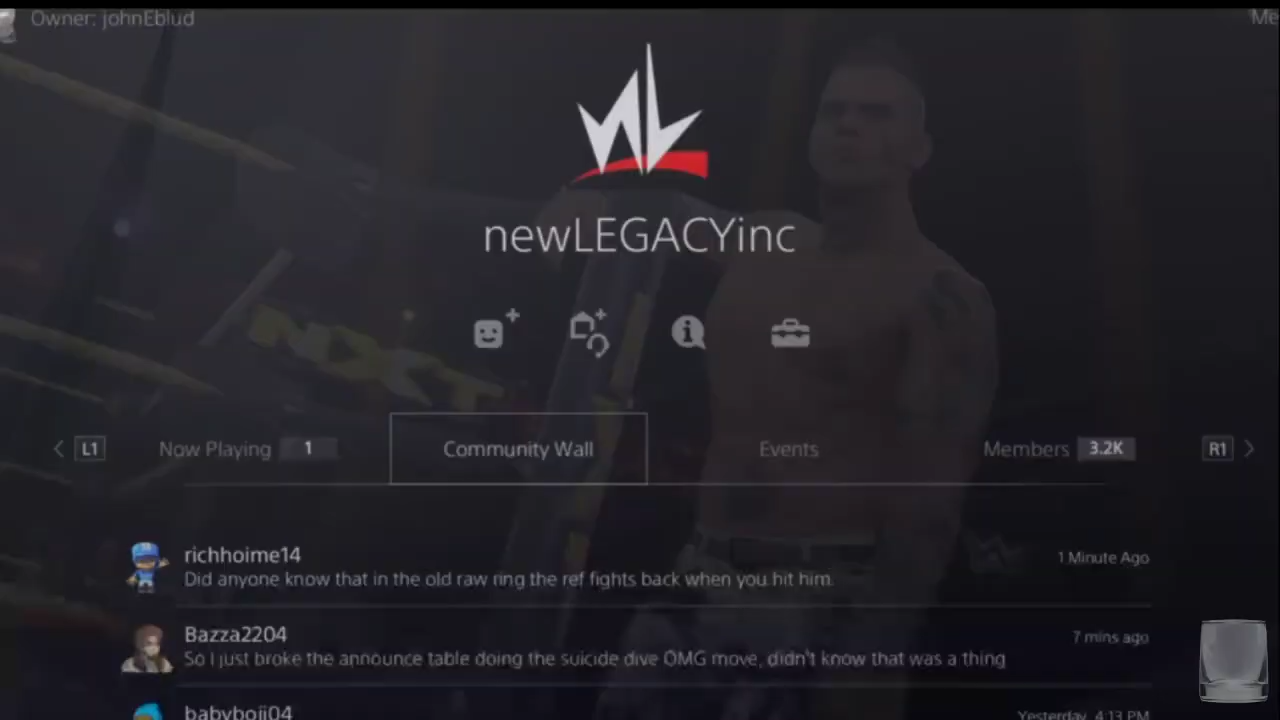 Owner: johnEblud
Me
NL
newLEGACYinc
NXT
L1 Now Playing 1 Community Wall Events Members 3.2K R1
richhoime14
1 Minute Ago
Did anyone know that in the old raw ring the ref fights back when you hit him.
Bazza2204
7 mins ago
So I just broke the announce table doing the suicide dive OMG move, didn't know that was a thing
babyboii04
Yesterday, 4:13 PM